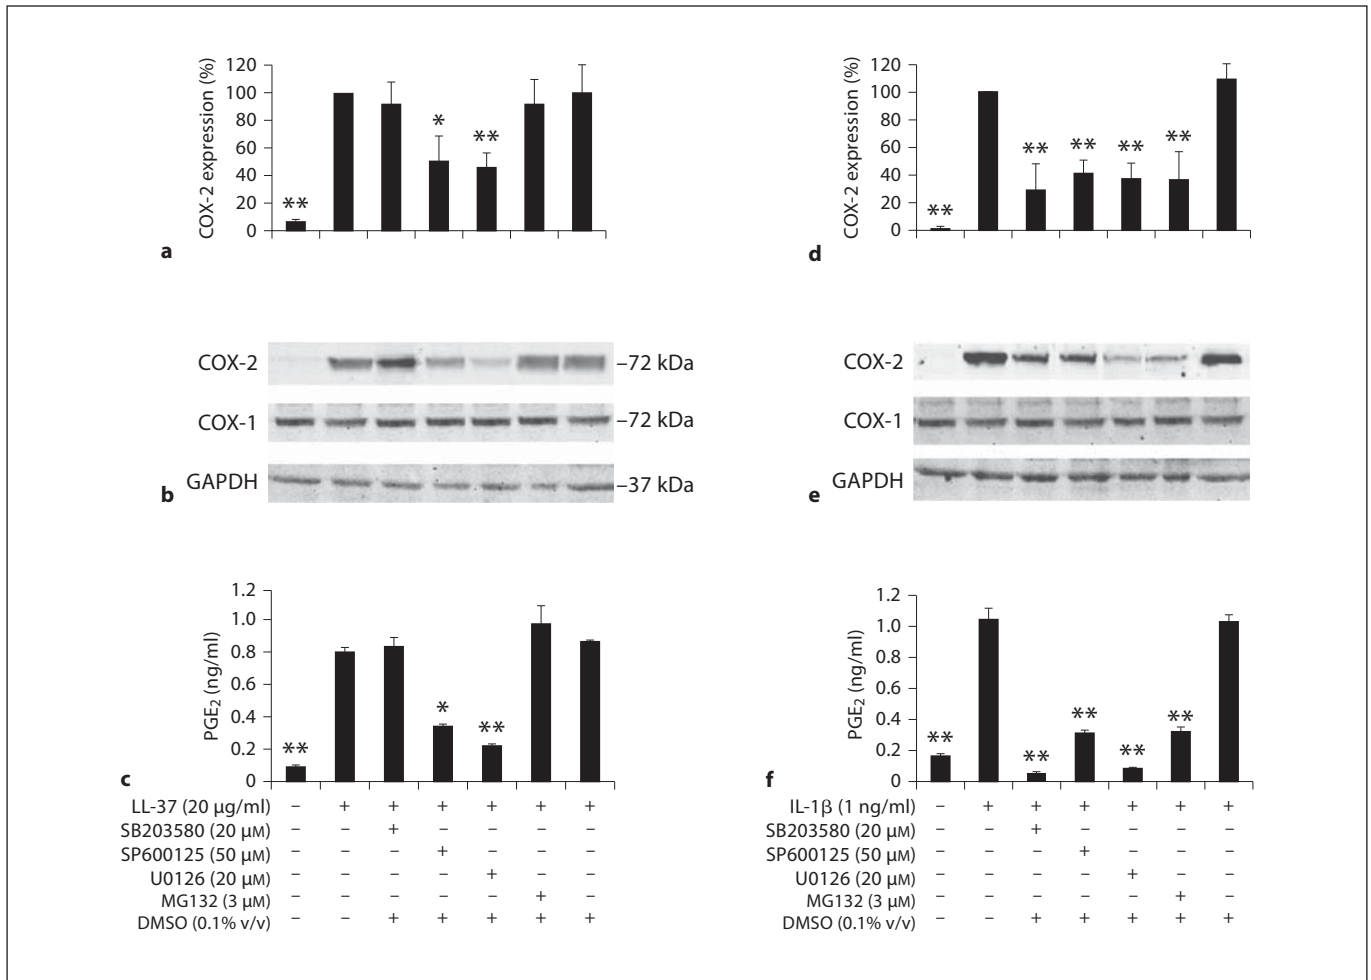 120
100
80
60
40
20
0
COX-2 expression (%)
**
*
**
a
COX-2
–72 kDa
COX-1
–72 kDa
GAPDH
–37 kDa
b
1.2
1.0
0.8
0.6
0.4
0.2
0
PGE2 (ng/ml)
**
*
**
c
LL-37 (20 µg/ml) – + + + + + +
SB203580 (20 µM) – – + – – – –
SP600125 (50 µM) – – – + – – –
U0126 (20 µM) – – – – + – –
MG132 (3 µM) – – – – – + –
DMSO (0.1% v/v) – – + + + + +
120
100
80
60
40
20
0
COX-2 expression (%)
**
**
**
**
**
d
COX-2
COX-1
GAPDH
e
1.2
1.0
0.8
0.6
0.4
0.2
0
PGE2 (ng/ml)
**
**
**
**
**
f
IL-1β (1 ng/ml) – + + + + + +
SB203580 (20 µM) – – + – – – –
SP600125 (50 µM) – – – + – – –
U0126 (20 µM) – – – – + – –
MG132 (3 µM) – – – – – + –
DMSO (0.1% v/v) – – + + + + +